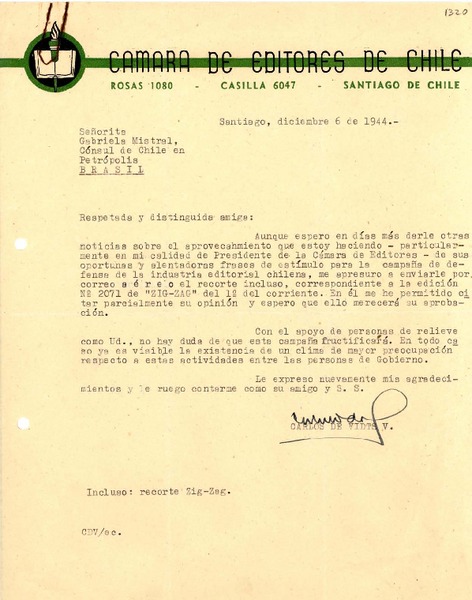 1320
CAMARA DE EDITORES DE CHILE
ROSAS 1080 - CASILLA 6047 - SANTIAGO DE CHILE
Santiago, diciembre 6 de 1944.-
Señorita
Gabriela Mistral,
Cónsul de Chile en
Petrópolis
BRASIL
Respetada y distinguida amiga:
Aunque espero en días más darle otras
noticias sobre el aprovecahmiento que estoy haciendo - particular-
mente en mi calidad de Presidente de la Cámara de Editores - de sus
oportunas y alentadoras frases de estímulo para la campaña de de-
fensa de la industria editorial chilena, me apresuro a enviarle por
correo aéreo el recorte incluso, correspondiente a la edición
Nº 2071 de "ZIG-ZAG" del 1º del corriente. En él me he permitido ci
tar parcialmente su opinión y espero que ello merecerá su aproba-
ción.
Con el apoyo de personas de relieve
como Ud., no hay duda de que esta campaña fructificará. En todo ca
so ya es visible la existencia de un clima de mayor preocupación
respecto a estas actividades entre las personas de Gobierno.
Le expreso nuevamente mis agradeci-
mientos y le ruego contarme como su amigo y S. S.
CARLOS DE VIDTS V.
Incluso: recorte Zig-Zag.
CDV/ec.